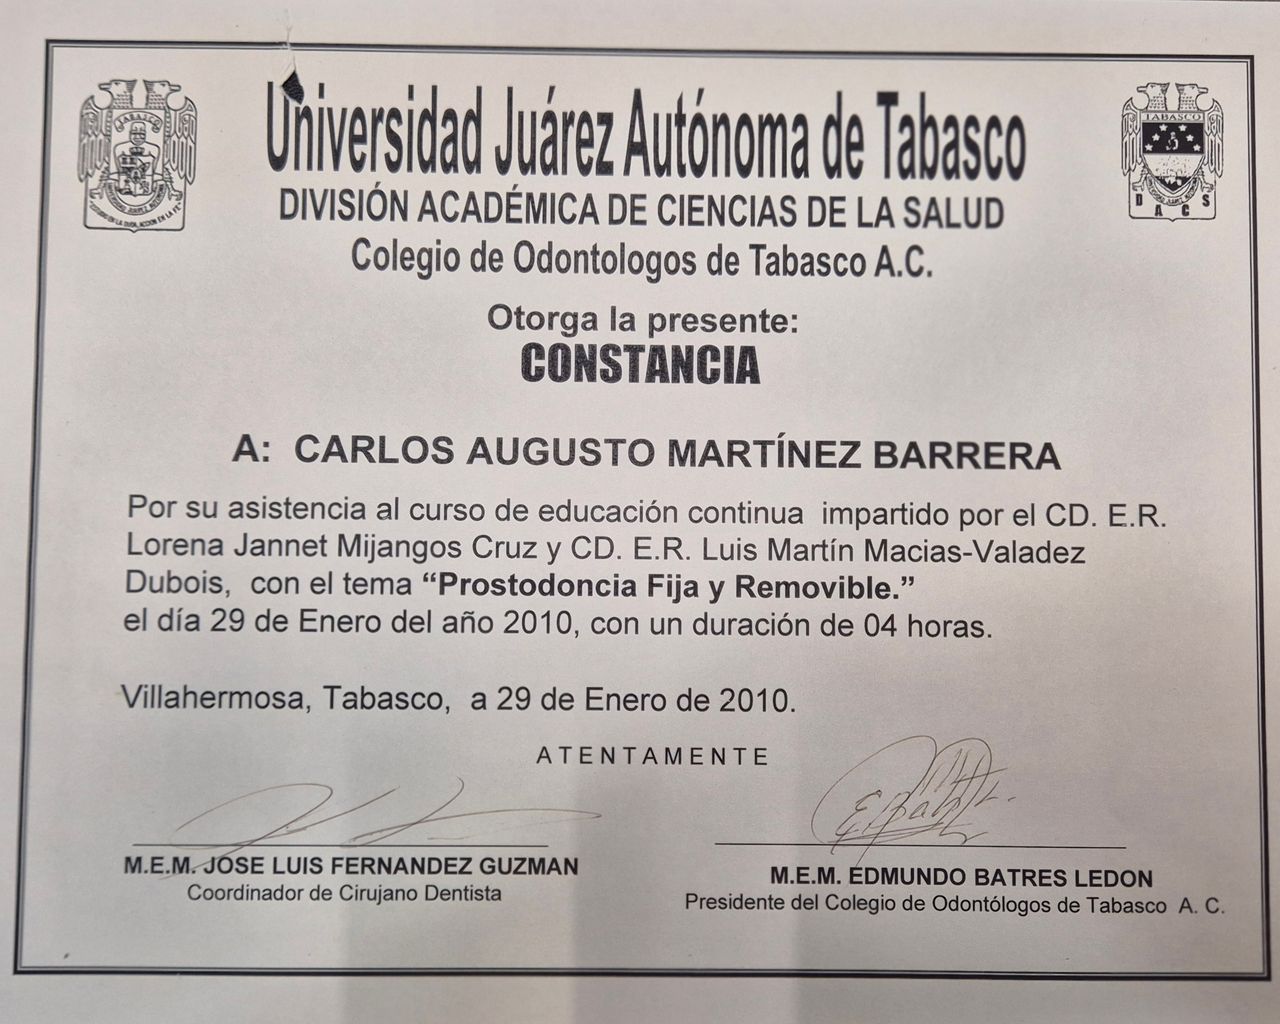 Universidad Juárez Autónoma de Tabasco
DIVISIÓN ACADÉMICA DE CIENCIAS DE LA SALUD
Colegio de Odontologos de Tabasco A.C.
TABASCO
TABASCO
DACS
Otorga la presente:
CONSTANCIA
A: CARLOS AUGUSTO MARTÍNEZ BARRERA
Por su asistencia al curso de educación continua impartido por el CD. E.R.
Lorena Jannet Mijangos Cruz y CD. E.R. Luis Martín Macias-Valadez
Dubois, con el tema “Prostodoncia Fija y Removible.”
el día 29 de Enero del año 2010, con un duración de 04 horas.
Villahermosa, Tabasco, a 29 de Enero de 2010.
ATENTAMENTE
M.E.M. JOSE LUIS FERNANDEZ GUZMAN
Coordinador de Cirujano Dentista
M.E.M. EDMUNDO BATRES LEDON
Presidente del Colegio de Odontólogos de Tabasco A. C.